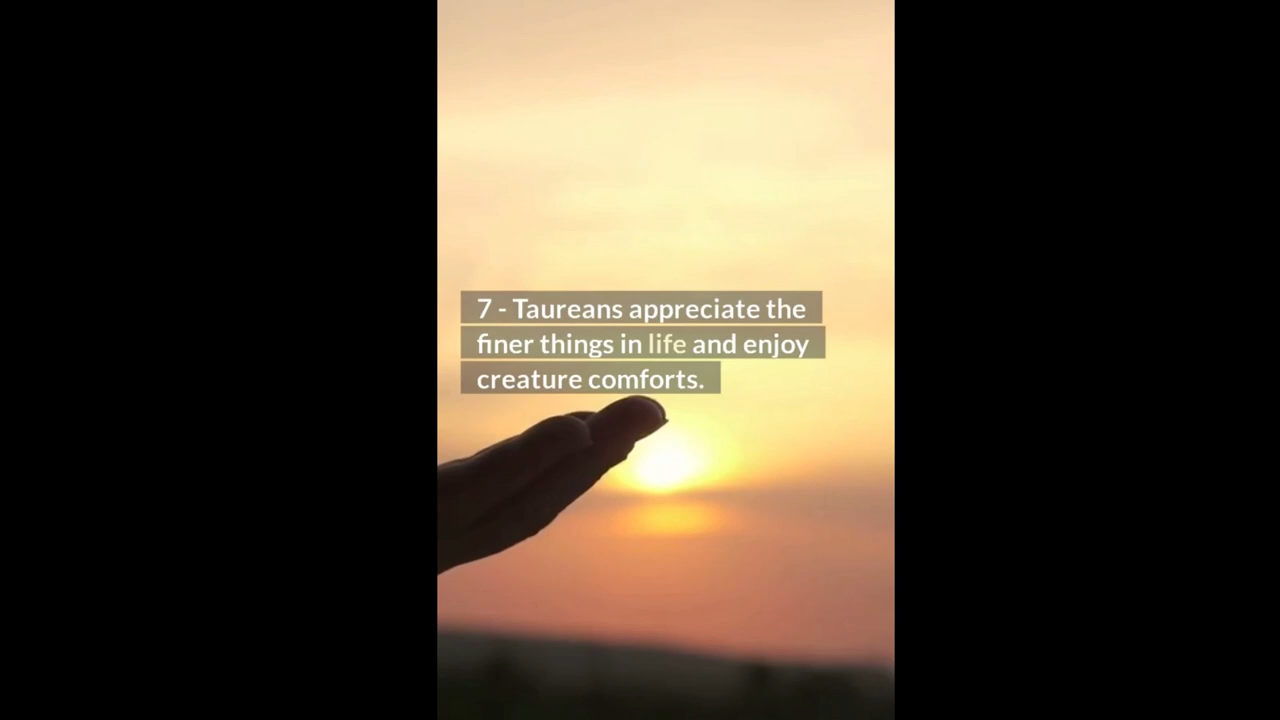 7 - Taureans appreciate the
finer things in life and enjoy
creature comforts.